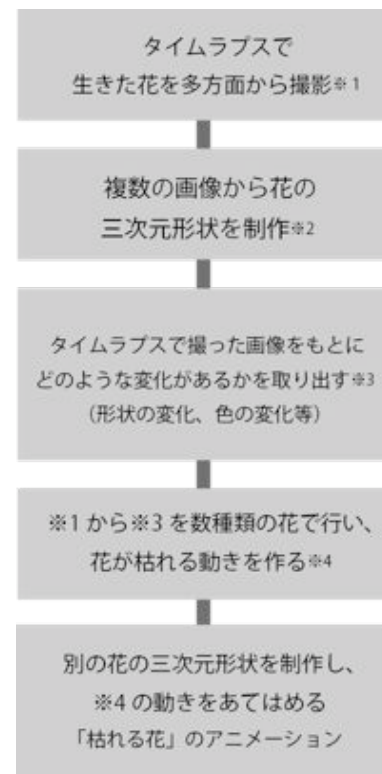 タイムラプスで
生きた花を多方面から撮影※1
複数の画像から花の
三次元形状を制作※2
タイムラプスで撮った画像をもとに
どのような変化があるかを取り出す※3
（形状の変化、色の変化等）
※1から※3を数種類の花で行い、
花が枯れる動きを作る※4
別の花の三次元形状を制作し、
※4の動きをあてはめる
「枯れる花」のアニメーション